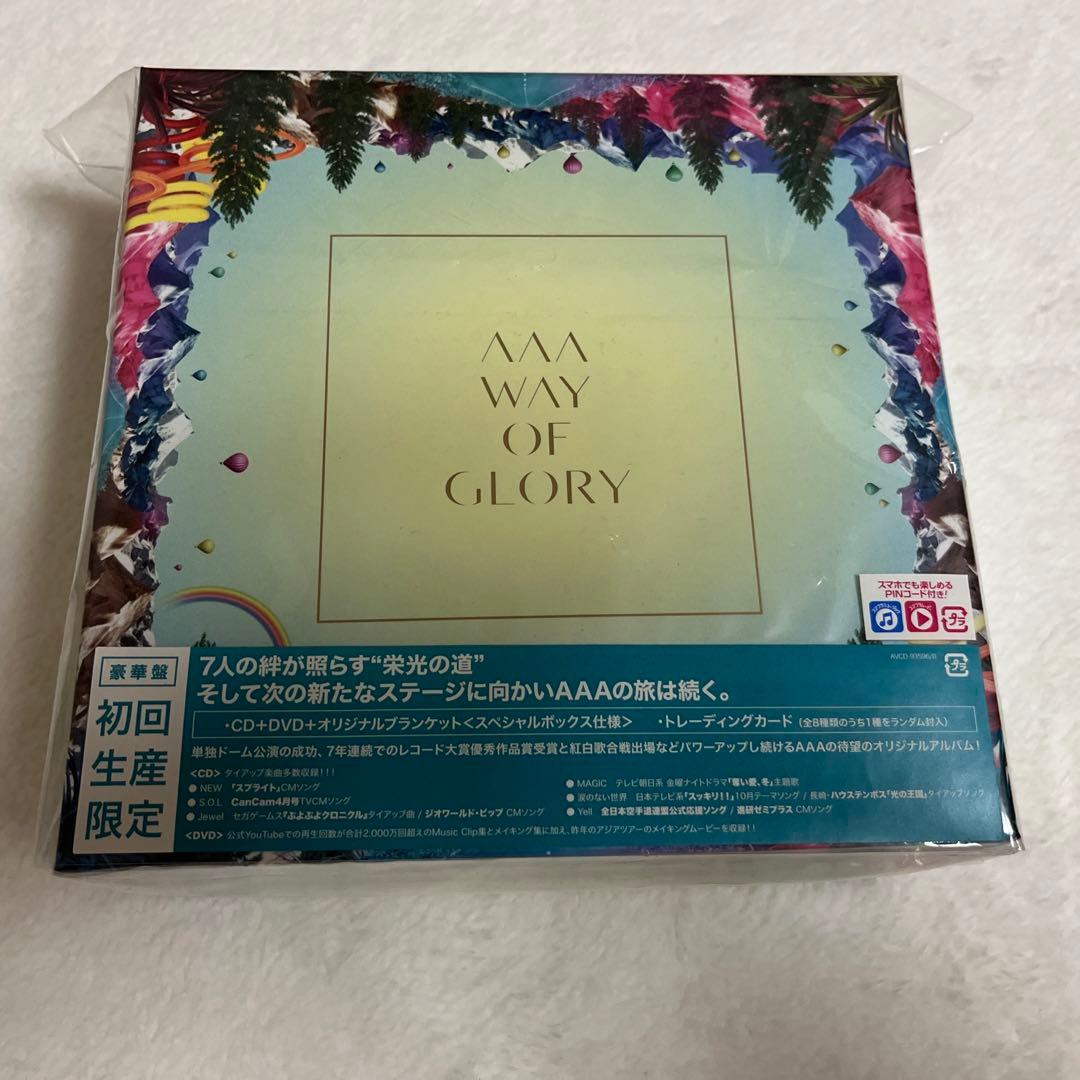 AAA
WAY
OF
GLORY
スマホでも楽しめる
PINコード付き!
プラ
AVCD-93596/B
プラ
豪華盤
初回
生産
限定
7人の絆が照らす“栄光の道”
そして次の新たなステージに向かいAAAの旅は続く。
・CD+DVD+オリジナルブランケット<スペシャルボックス仕様> ・トレーディングカード (全8種類のうち1種をランダム封入)
単独ドーム公演の成功、7年連続でのレコード大賞優秀作品賞受賞と紅白歌合戦出場などパワーアップし続けるAAAの待望のオリジナルアルバム!
<CD> タイアップ楽曲多数収録!!!
● NEW 「スプライト」CMソング
● S.O.L CanCam4月号TVCMソング
● Jewel セガゲームス『ぷよぷよクロニクル』タイアップ曲 / ジオワールド・ビップ CMソング
● MAGIC テレビ朝日系 金曜ナイトドラマ「奪い愛、冬」主題歌
● 涙のない世界 日本テレビ系「スッキリ!!」10月テーマソング / 長崎・ハウステンボス「光の王国」タイアップソング
● Yell 全日本空手道連盟公式応援ソング / 進研ゼミプラス CMソング
<DVD> 公式YouTubeでの再生回数が合計2,000万回超えのMusic Clip集とメイキング集に加え、昨年のアジアツアーのメイキングムービーを収録!!